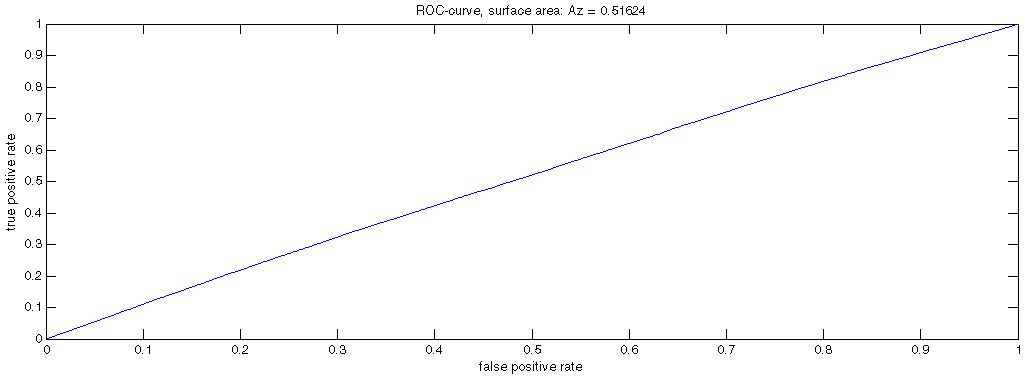 ROC-curve, surface area: Az = 0.51624
1
0.9
0.8
0.7
0.6
0.5
0.4
0.3
0.2
0.1
0
true positive rate
0 0.1 0.2 0.3 0.4 0.5 0.6 0.7 0.8 0.9 1
false positive rate